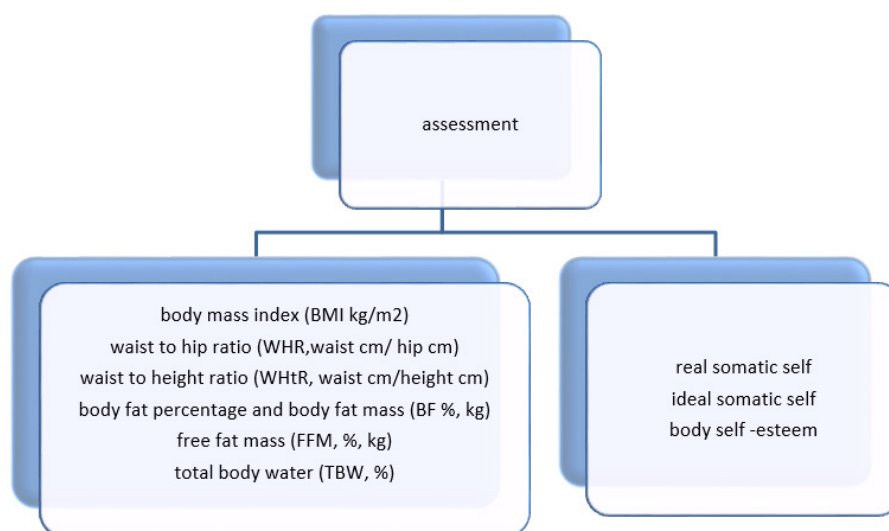 assessment
body mass index (BMI kg/m2)
waist to hip ratio (WHR,waist cm/ hip cm)
waist to height ratio (WHtR, waist cm/height cm)
body fat percentage and body fat mass (BF %, kg)
free fat mass (FFM, %, kg)
total body water (TBW, %)
real somatic self
ideal somatic self
body self -esteem